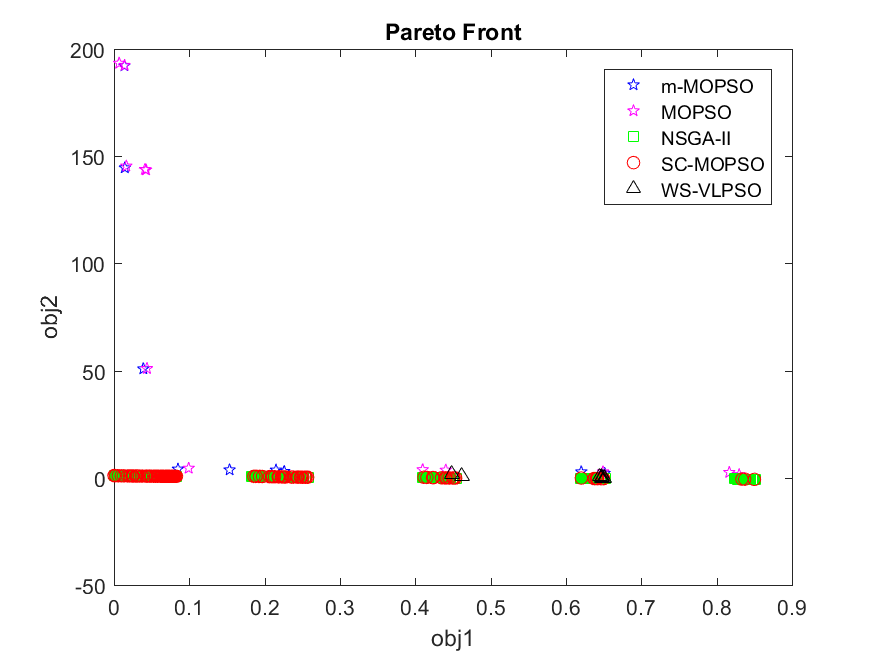 Pareto Front
200
150
100
50
0
-50
obj2
m-MOPSO
MOPSO
NSGA-II
SC-MOPSO
WS-VLPSO
0 0.1 0.2 0.3 0.4 0.5 0.6 0.7 0.8 0.9
obj1